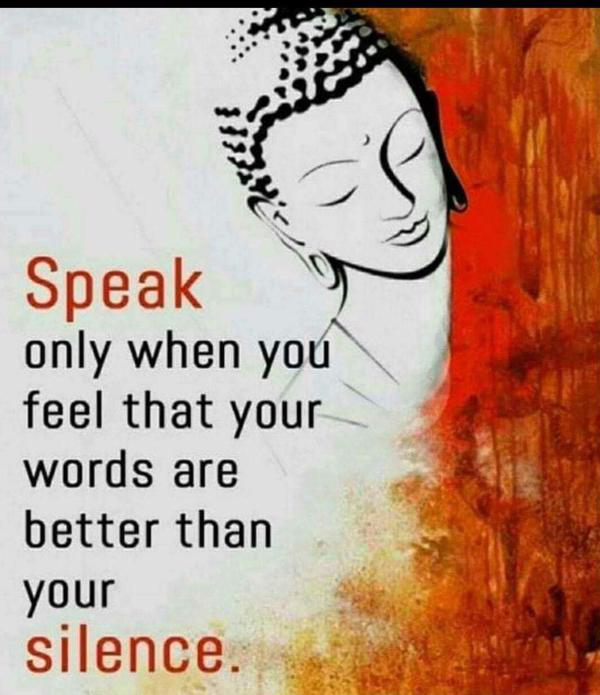 Speak
only when you
feel that your
words are
better than
your
silence.